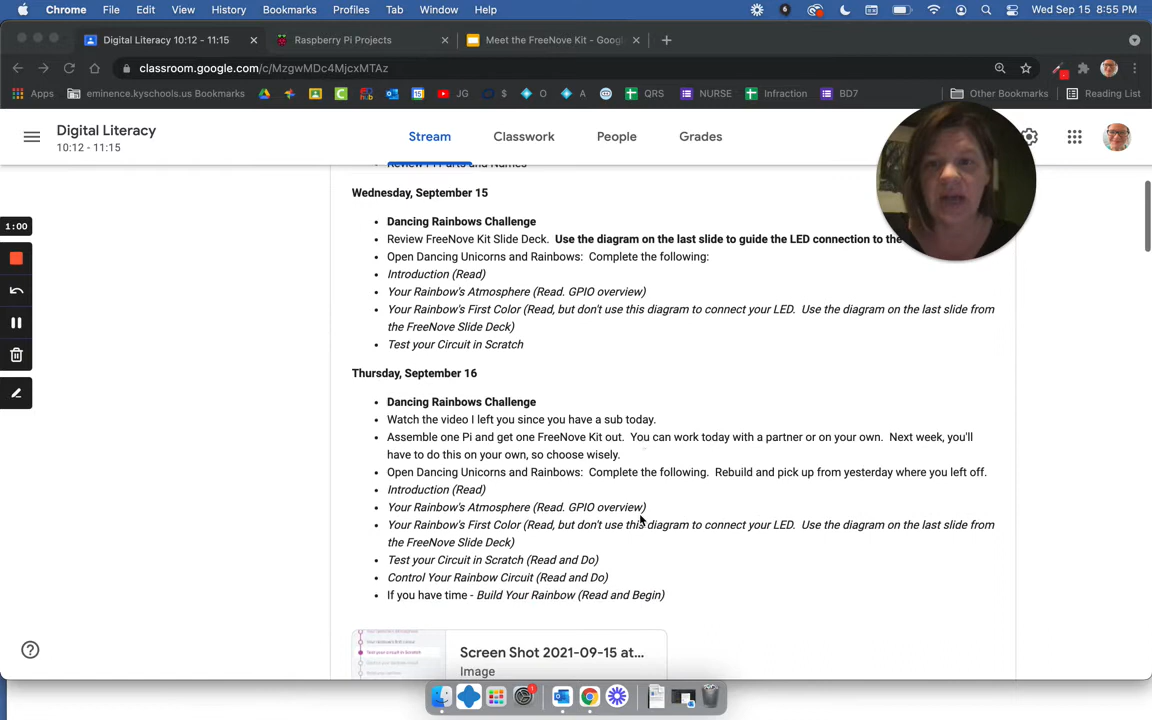 Chrome File Edit View History Bookmarks Profiles Tab Window Help 6 Wed Sep 15 8:55 PM
Digital Literacy 10:12 - 11:15 Raspberry Pi Projects Meet the FreeNove Kit - Goog
classroom.google.com/c/MzgwMDc4MjcxMTAz
Apps eminence.kyschools.us Bookmarks JG $ O A QRS NURSE Infraction BD7 Other Bookmarks Reading List
Digital Literacy
10:12 - 11:15
Stream Classwork People Grades
Review Pi Parts and Names
Wednesday, September 15
Dancing Rainbows Challenge
Review FreeNove Kit Slide Deck. Use the diagram on the last slide to guide the LED connection to the
Open Dancing Unicorns and Rainbows: Complete the following:
Introduction (Read)
Your Rainbow's Atmosphere (Read. GPIO overview)
Your Rainbow's First Color (Read, but don't use this diagram to connect your LED. Use the diagram on the last slide from
the FreeNove Slide Deck)
Test your Circuit in Scratch
Thursday, September 16
Dancing Rainbows Challenge
Watch the video I left you since you have a sub today.
Assemble one Pi and get one FreeNove Kit out. You can work today with a partner or on your own. Next week, you'll
have to do this on your own, so choose wisely.
Open Dancing Unicorns and Rainbows: Complete the following. Rebuild and pick up from yesterday where you left off.
Introduction (Read)
Your Rainbow's Atmosphere (Read. GPIO overview)
Your Rainbow's First Color (Read, but don't use this diagram to connect your LED. Use the diagram on the last slide from
the FreeNove Slide Deck)
Test your Circuit in Scratch (Read and Do)
Control Your Rainbow Circuit (Read and Do)
If you have time - Build Your Rainbow (Read and Begin)
Screen Shot 2021-09-15 at...
Image
1:00